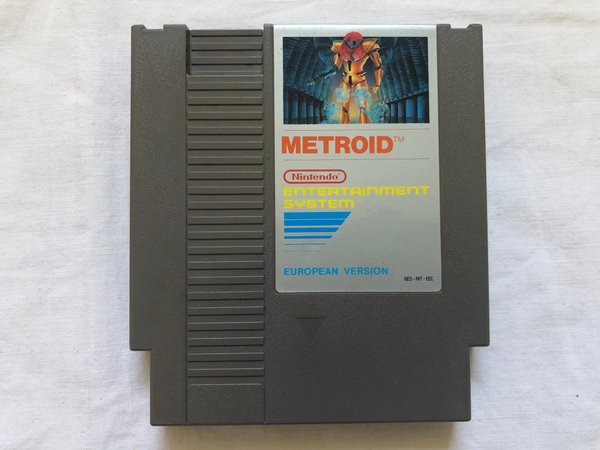 METROID™
Nintendo
ENTERTAINMENT
SYSTEM™
EUROPEAN VERSION
NES-MT-EEC